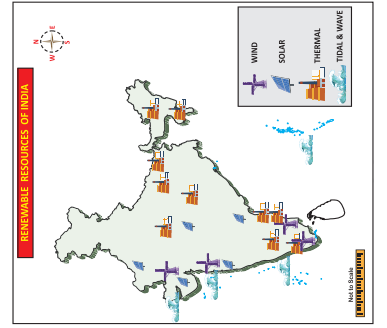 RENEWABLE RESOURCES OF INDIA
N
E
W
S
WIND
SOLAR
THERMAL
TIDAL & WAVE
Not to Scale